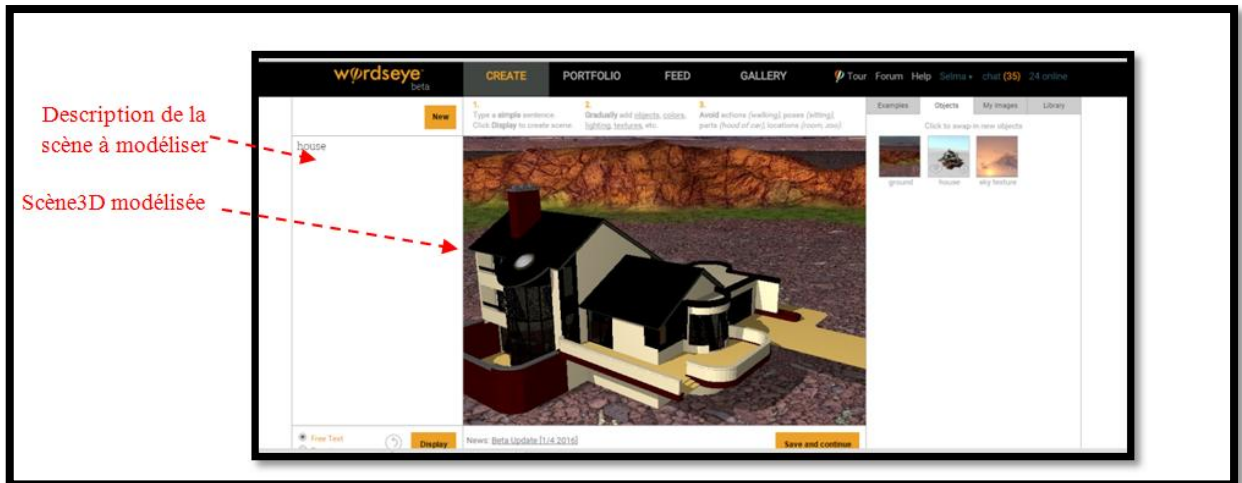 Description de la
scène à modéliser
Scène3D modélisée
wørdseye
beta
CREATE PORTFOLIO FEED GALLERY
Tour Forum Help Selma chat (35) 24 online
New
1.
Type a simple sentence.
Click Display to create scene.
2.
Gradually add objects, colors,
lighting, textures, etc.
3.
Avoid actions (walking), poses (sitting),
parts (hood of car), locations (room, zoo).
Examples Objects My Images Library
Click to swap in new objects
ground house sky texture
house
Free Text
Display
News: Beta Update [1/4 2016]
Save and continue